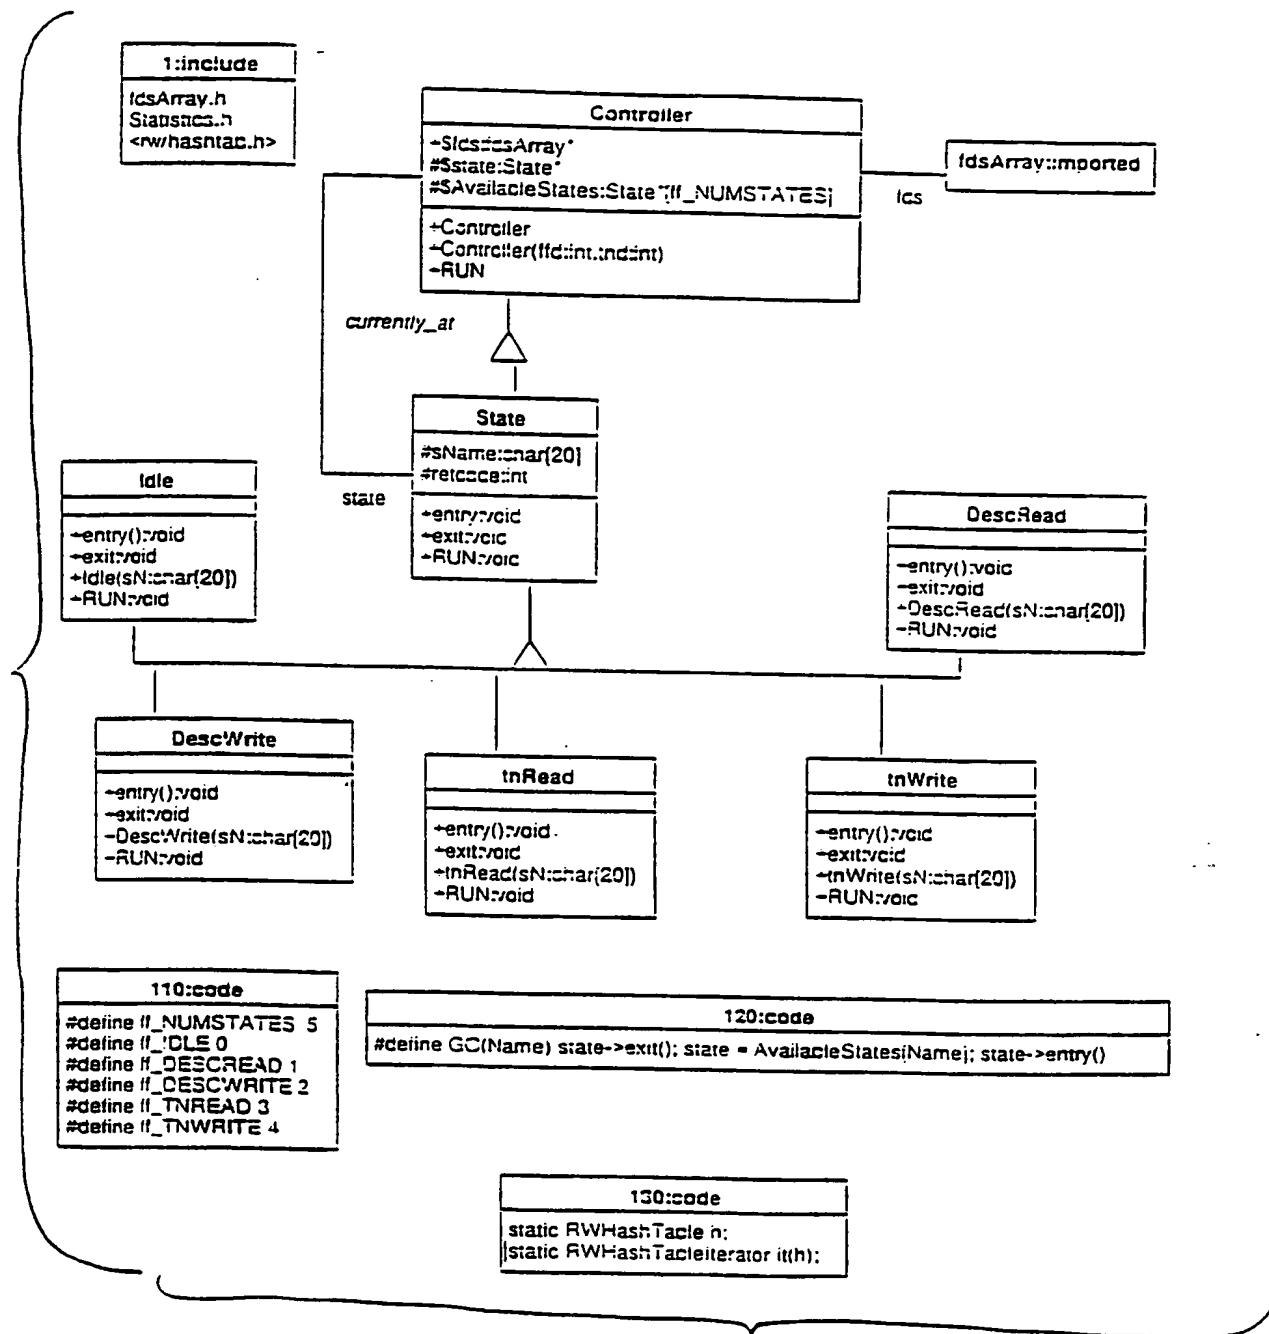 1:include
fdsArray.h
Statistics.h
<rw/hashtab.h>
Controller
+$fds:fdsArray*
#$state:State*
#$AvailableStates:State*[ff_NUMSTATES]
+Controller
+Controller(ffd:int,ind:int)
+RUN
fdsArray:imported
fds
currently_at
State
#sName:char[20]
#retcode:int
+entry:void
+exit:void
+RUN:void
state
Idle
+entry():void
+exit:void
+Idle(sN:char[20])
+RUN:void
DescRead
+entry():void
+exit:void
+DescRead(sN:char[20])
+RUN:void
DescWrite
+entry():void
+exit:void
+DescWrite(sN:char[20])
+RUN:void
tnRead
+entry():void
+exit:void
+tnRead(sN:char[20])
+RUN:void
tnWrite
+entry():void
+exit:void
+tnWrite(sN:char[20])
+RUN:void
110:code
#define ff_NUMSTATES 5
#define ff_IDLE 0
#define ff_DESCREAD 1
#define ff_DESCWRITE 2
#define ff_TNREAD 3
#define ff_TNWRITE 4
120:code
#define GC(Name) state->exit(); state = AvailableStates[Name]; state->entry()
130:code
static RWHashTable h;
static RWHashTableIterator it(h);